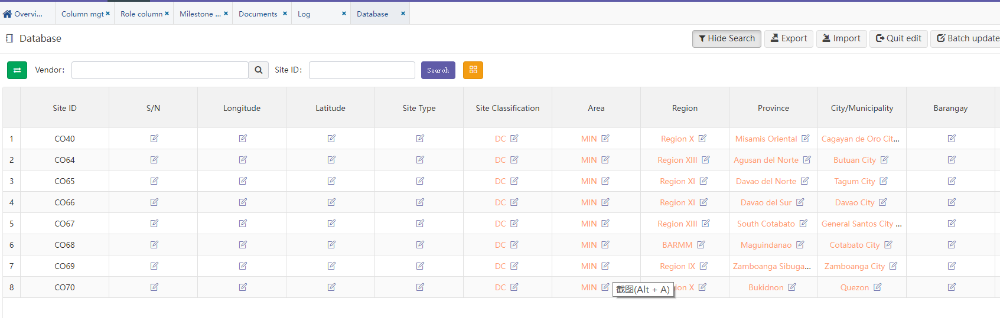 Overvi... Column mgt Role column Milestone ... Documents Log Database
Database Hide Search Export Import Quit edit Batch update
Vendor: Site ID: Search
Site ID S/N Longitude Latitude Site Type Site Classification Area Region Province City/Municipality Barangay
1 CO40 DC MIN Region X Misamis Oriental Cagayan de Oro Cit...
2 CO64 DC MIN Region XIII Agusan del Norte Butuan City
3 CO65 DC MIN Region XI Davao del Norte Tagum City
4 CO66 DC MIN Region XI Davao del Sur Davao City
5 CO67 DC MIN Region XIII South Cotabato General Santos City ...
6 CO68 DC MIN BARMM Maguindanao Cotabato City
7 CO69 DC MIN Region IX Zamboanga Sibuga... Zamboanga City
8 CO70 DC MIN 截图(Alt + A) X Bukidnon Quezon